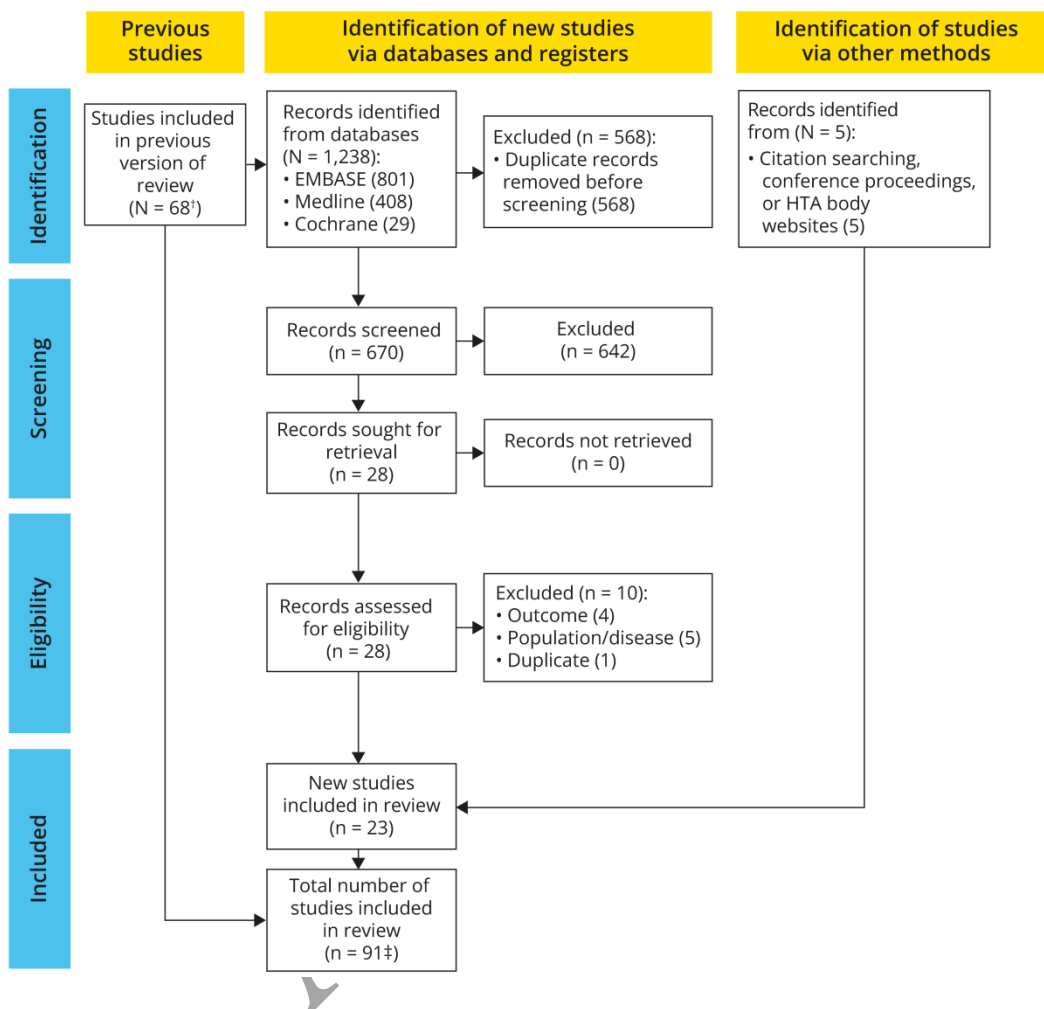 Previous
studies
Identification of new studies
via databases and registers
Identification of studies
via other methods
Identification
Studies included
in previous
version of
review
(N = 68†)
Records identified
from databases
(N = 1,238):
• EMBASE (801)
• Medline (408)
• Cochrane (29)
Excluded (n = 568):
• Duplicate records
removed before
screening (568)
Records identified
from (N = 5):
• Citation searching,
conference proceedings,
or HTA body
websites (5)
Screening
Records screened
(n = 670)
Excluded
(n = 642)
Records sought for
retrieval
(n = 28)
Records not retrieved
(n = 0)
Eligibility
Records assessed
for eligibility
(n = 28)
Excluded (n = 10):
• Outcome (4)
• Population/disease (5)
• Duplicate (1)
Included
New studies
included in review
(n = 23)
Total number of
studies included
in review
(n = 91‡)